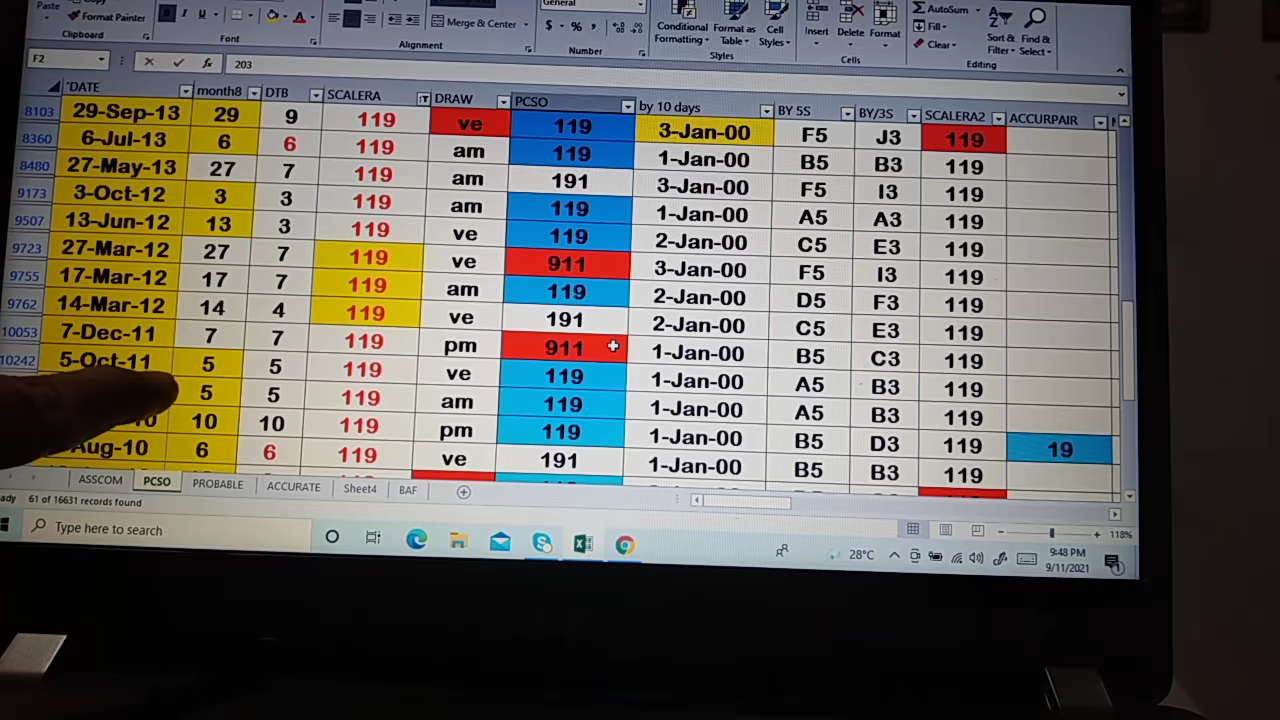 Paste
Format Painter
Merge & Center
General
$ - % ,
Conditional Formatting
Format as Table
Cell Styles
Insert
Delete
Format
AutoSum
Fill
Clear
Sort & Filter
Find & Select
Clipboard
Font
Alignment
Number
Styles
Cells
Editing
F2
fx
203
'DATE month8 DTB SCALERA DRAW PCSO by 10 days BY 5S BY/3S SCALERA2 ACCURPAIR
8103 29-Sep-13 29 9 119 ve 119 3-Jan-00 F5 J3 119
8360 6-Jul-13 6 6 119 am 119 1-Jan-00 B5 B3 119
8480 27-May-13 27 7 119 am 191 3-Jan-00 F5 I3 119
9173 3-Oct-12 3 3 119 am 119 1-Jan-00 A5 A3 119
9507 13-Jun-12 13 3 119 ve 119 2-Jan-00 C5 E3 119
9723 27-Mar-12 27 7 119 ve 911 3-Jan-00 F5 I3 119
9755 17-Mar-12 17 7 119 am 119 2-Jan-00 D5 F3 119
9762 14-Mar-12 14 4 119 ve 191 2-Jan-00 C5 E3 119
10053 7-Dec-11 7 7 119 pm 911 1-Jan-00 B5 C3 119
10242 5-Oct-11 5 5 119 ve 119 1-Jan-00 A5 B3 119
5 5 119 am 119 1-Jan-00 A5 B3 119
10 10 10 119 pm 119 1-Jan-00 B5 D3 119 19
Aug-10 6 6 119 ve 191 1-Jan-00 B5 B3 119
ASSCOM PCSO PROBABLE ACCURATE Sheet4 BAF
61 of 16631 records found
118%
Type here to search
28°C
9:48 PM
9/11/2021